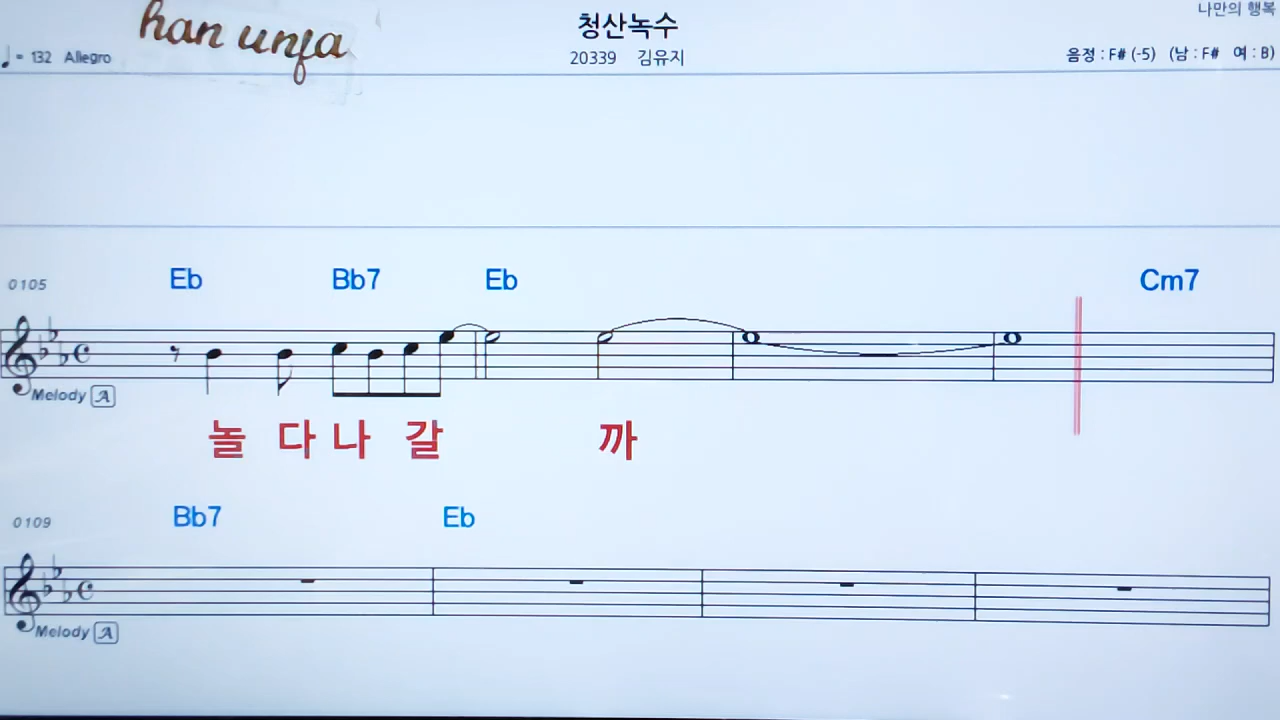 han unja
청산녹수
나만의 행복
♩= 132 Allegro
20339 김유지
음정 : F# (-5) (남 : F# 여 : B)
0105
Eb Bb7 Eb Cm7
Melody A
놀 다 나 갈 까
0109
Bb7 Eb
Melody A